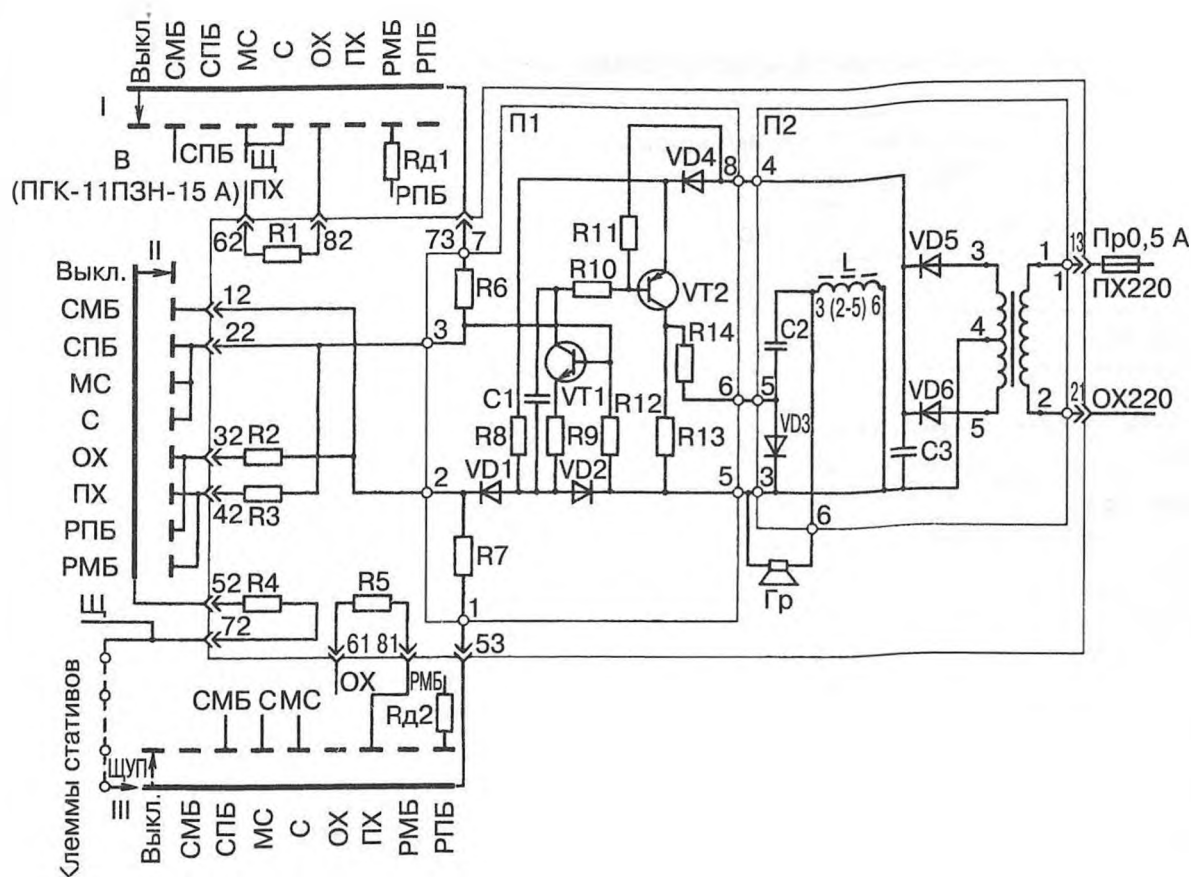 Выкл.
СМБ
СПБ
МС
С
ОХ
ПХ
РМБ
РПБ
I
В
(ПГК-11ПЗН-15 А)
СПБ
Щ
ПХ
Rд1
РПБ
62
R1
82
73
7
П1
П2
II
Выкл.
СМБ
СПБ
МС
С
ОХ
ПХ
РПБ
РМБ
12
22
32
R2
42
R3
52
R4
72
Щ
3
R6
2
R7
1
53
R5
61
81
R11
R10
VT2
VD4
8
4
R14
VT1
C1
R8
R9
R12
R13
VD1
VD2
6
5
5
3
6
L
3 (2-5) 6
C2
VD3
Гр
VD5
3
4
VD6
5
C3
1
1
2
13
Пр0,5 А
ПХ220
21
ОХ220
Клеммы стативов
ОХ
РМБ
СМБ
С
МС
Rд2
ЩУП
III
Выкл.
СМБ
СПБ
МС
С
ОХ
ПХ
РМБ
РПБ